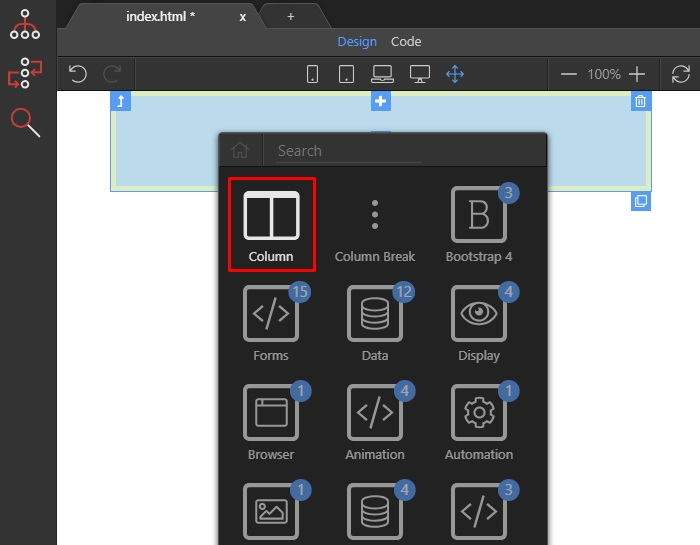 index.html * x +
Design Code
100%
Search
3
Column Column Break Bootstrap 4
15 12 4
Forms Data Display
1 4 1
Browser Animation Automation
1 4 3